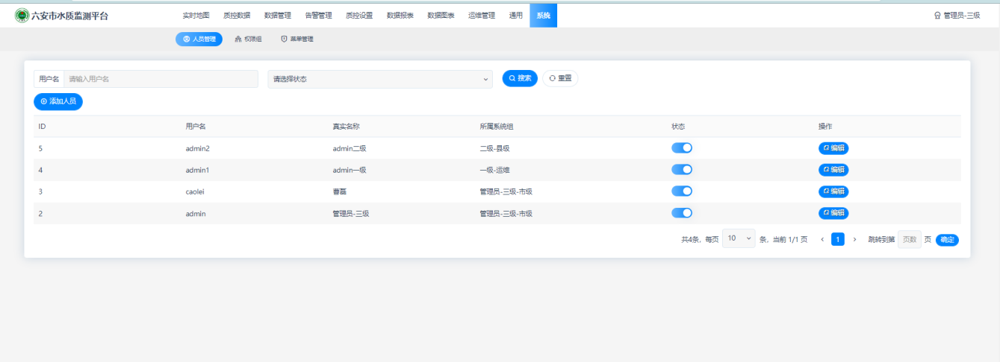 六安市水质监测平台 实时地图 质控数据 数据管理 告警管理 质控设置 数据报表 数据图表 运维管理 通用 系统 管理员-三级
人员管理 权限组 菜单管理
用户名 请输入用户名 请选择状态 搜索 重置
添加人员
ID 用户名 真实名称 所属系统组 状态 操作
5 admin2 admin二级 二级-县级 编辑
4 admin1 admin一级 一级-运维 编辑
3 caolei 曹磊 管理员-三级-市级 编辑
2 admin 管理员-三级 管理员-三级-市级 编辑
共4条, 每页 10 条, 当前 1/1 页 1 跳转到第 页数 页 确定